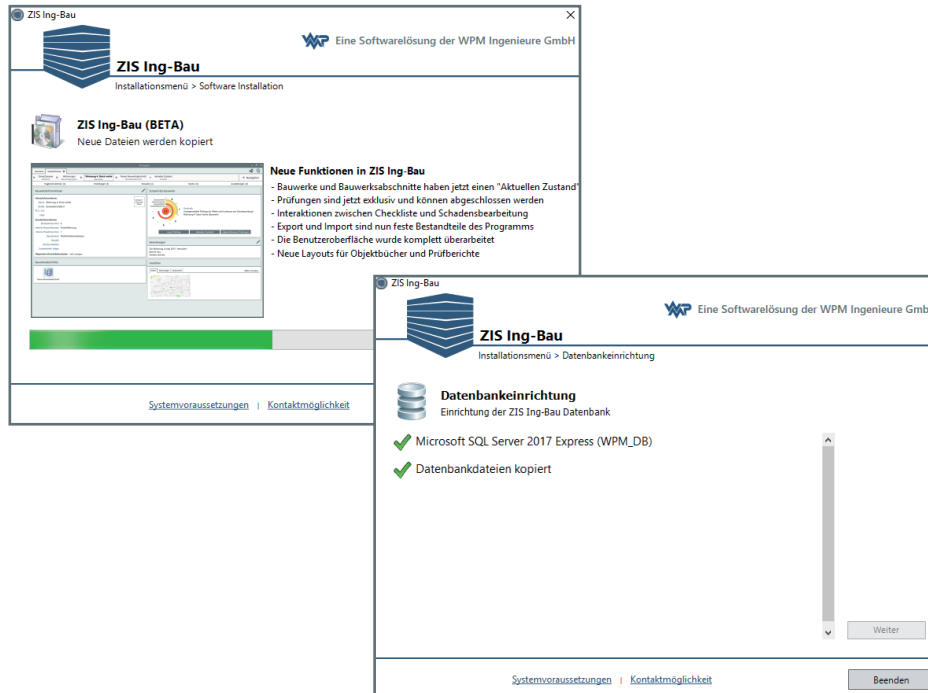 ZIS Ing-Bau
Eine Softwarelösung der WPM Ingenieure GmbH
ZIS Ing-Bau
Installationsmenü > Software Installation
ZIS Ing-Bau (BETA)
Neue Dateien werden kopiert
Neue Funktionen in ZIS Ing-Bau
- Bauwerke und Bauwerksabschnitte haben jetzt einen "Aktuellen Zustand"
- Prüfungen sind jetzt exklusiv und können abgeschlossen werden
- Interaktionen zwischen Checkliste und Schadensbearbeitung
- Export und Import sind nun feste Bestandteile des Programms
- Die Benutzeroberfläche wurde komplett überarbeitet
- Neue Layouts für Objektbücher und Prüfberichte
Systemvoraussetzungen | Kontaktmöglichkeit
ZIS Ing-Bau
Eine Softwarelösung der WPM Ingenieure Gmb
ZIS Ing-Bau
Installationsmenü > Datenbankeinrichtung
Datenbankeinrichtung
Einrichtung der ZIS Ing-Bau Datenbank
Microsoft SQL Server 2017 Express (WPM_DB)
Datenbankdateien kopiert
Weiter
Systemvoraussetzungen | Kontaktmöglichkeit
Beenden